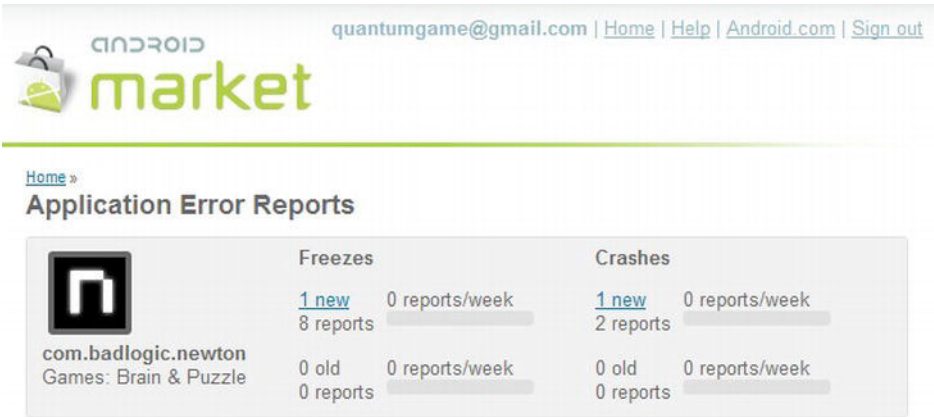 quantumgame@gmail.com | Home | Help | Android.com | Sign out
android
market
Home »
Application Error Reports
n
com.badlogic.newton
Games: Brain & Puzzle
Freezes
1 new 0 reports/week
8 reports
0 old 0 reports/week
0 reports
Crashes
1 new 0 reports/week
2 reports
0 old 0 reports/week
0 reports